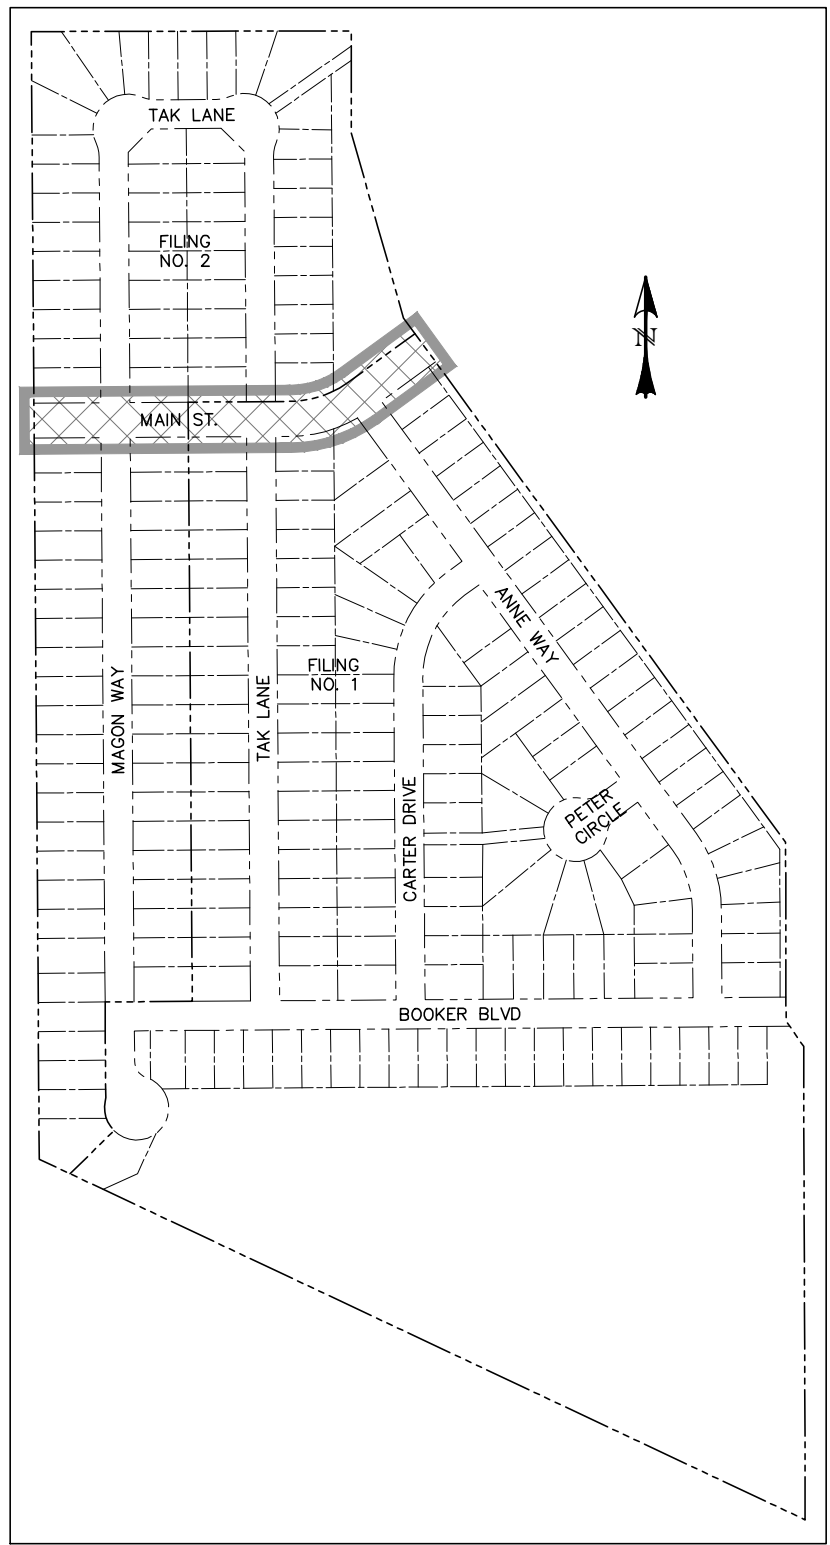 TAK LANE
FILING
NO. 2
N
MAIN ST.
ANNE WAY
FILING
NO. 1
MAGON WAY
TAK LANE
CARTER DRIVE
PETER
CIRCLE
BOOKER BLVD